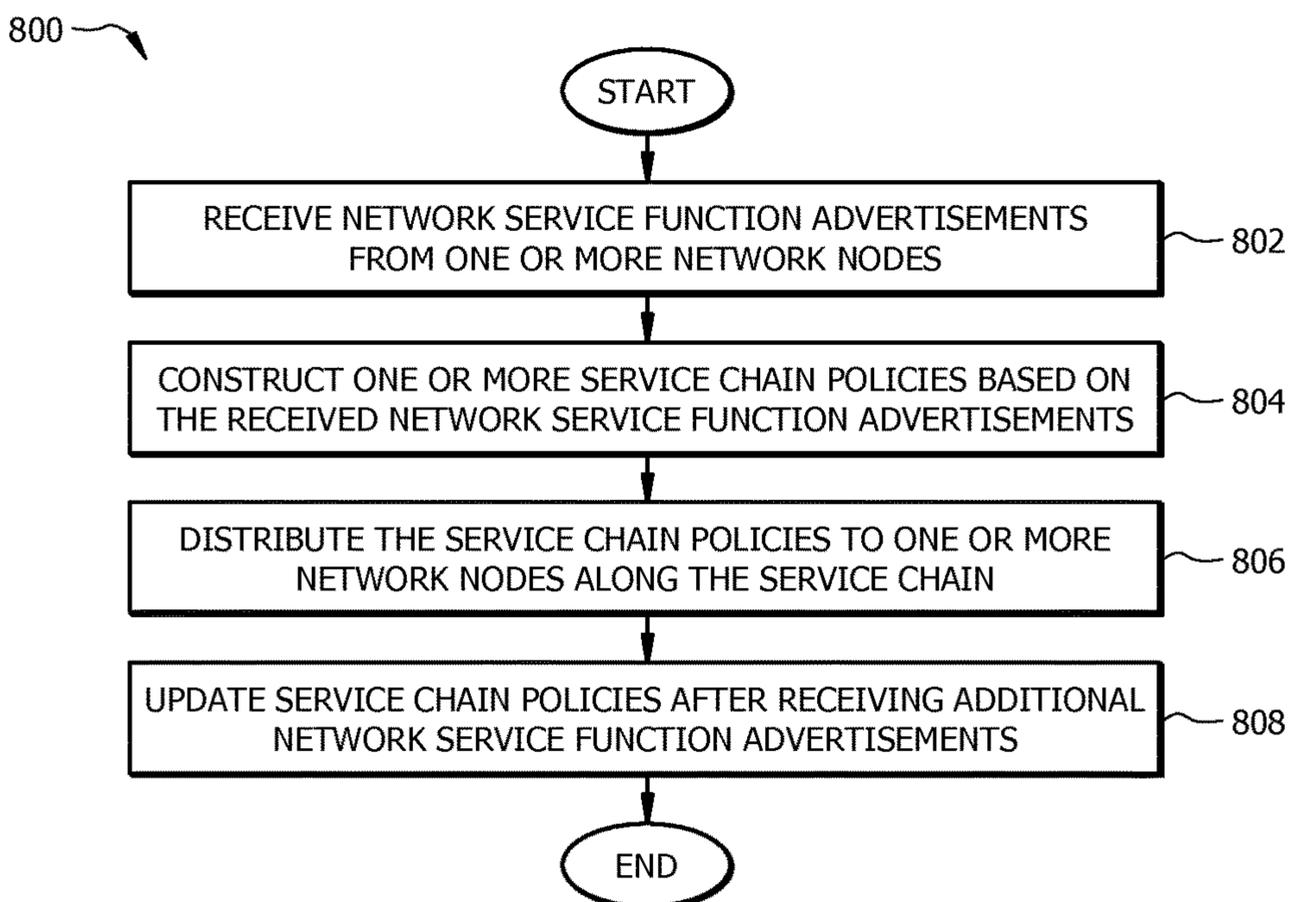 800
START
RECEIVE NETWORK SERVICE FUNCTION ADVERTISEMENTS
FROM ONE OR MORE NETWORK NODES
802
CONSTRUCT ONE OR MORE SERVICE CHAIN POLICIES BASED ON
THE RECEIVED NETWORK SERVICE FUNCTION ADVERTISEMENTS
804
DISTRIBUTE THE SERVICE CHAIN POLICIES TO ONE OR MORE
NETWORK NODES ALONG THE SERVICE CHAIN
806
UPDATE SERVICE CHAIN POLICIES AFTER RECEIVING ADDITIONAL
NETWORK SERVICE FUNCTION ADVERTISEMENTS
808
END